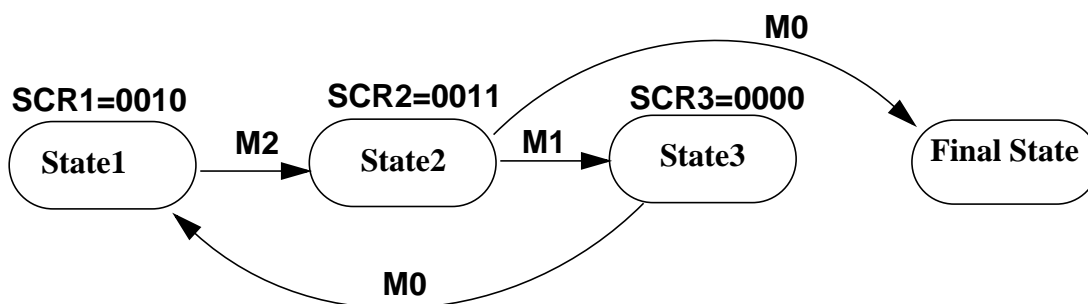 M0
SCR1=0010
SCR2=0011
SCR3=0000
State1
M2
State2
M1
State3
Final State
M0